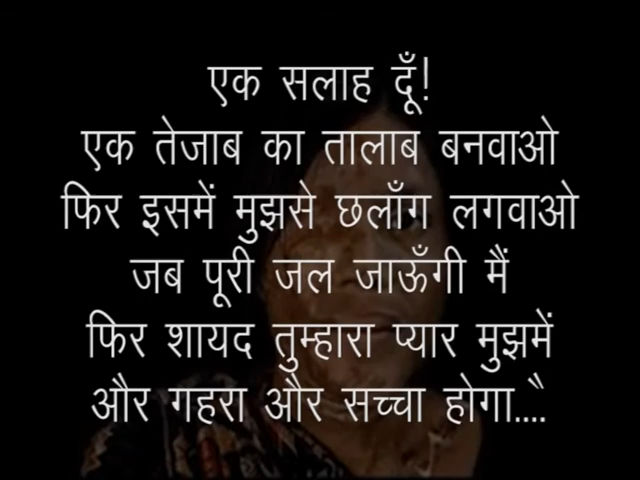 एक सलाह दूँ!
एक तेजाब का तालाब बनवाओ
फिर इसमें मुझसे छलाँग लगवाओ
जब पूरी जल जाऊँगी मैं
फिर शायद तुम्हारा प्यार मुझमें
और गहरा और सच्चा होगा....”